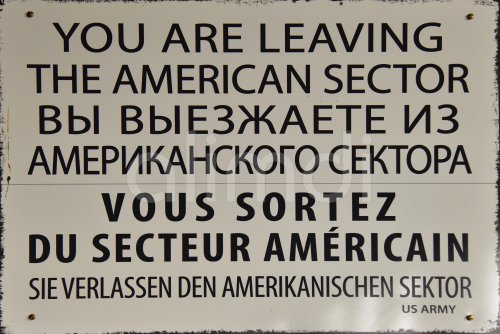 YOU ARE LEAVING
THE AMERICAN SECTOR
ВЫ ВЫЕЗЖАЕТЕ ИЗ
АМЕРИКАНСКОГО СЕКТОРА
VOUS SORTEZ
DU SECTEUR AMÉRICAIN
SIE VERLASSEN DEN AMERIKANISCHEN SEKTOR
US ARMY
alimdi